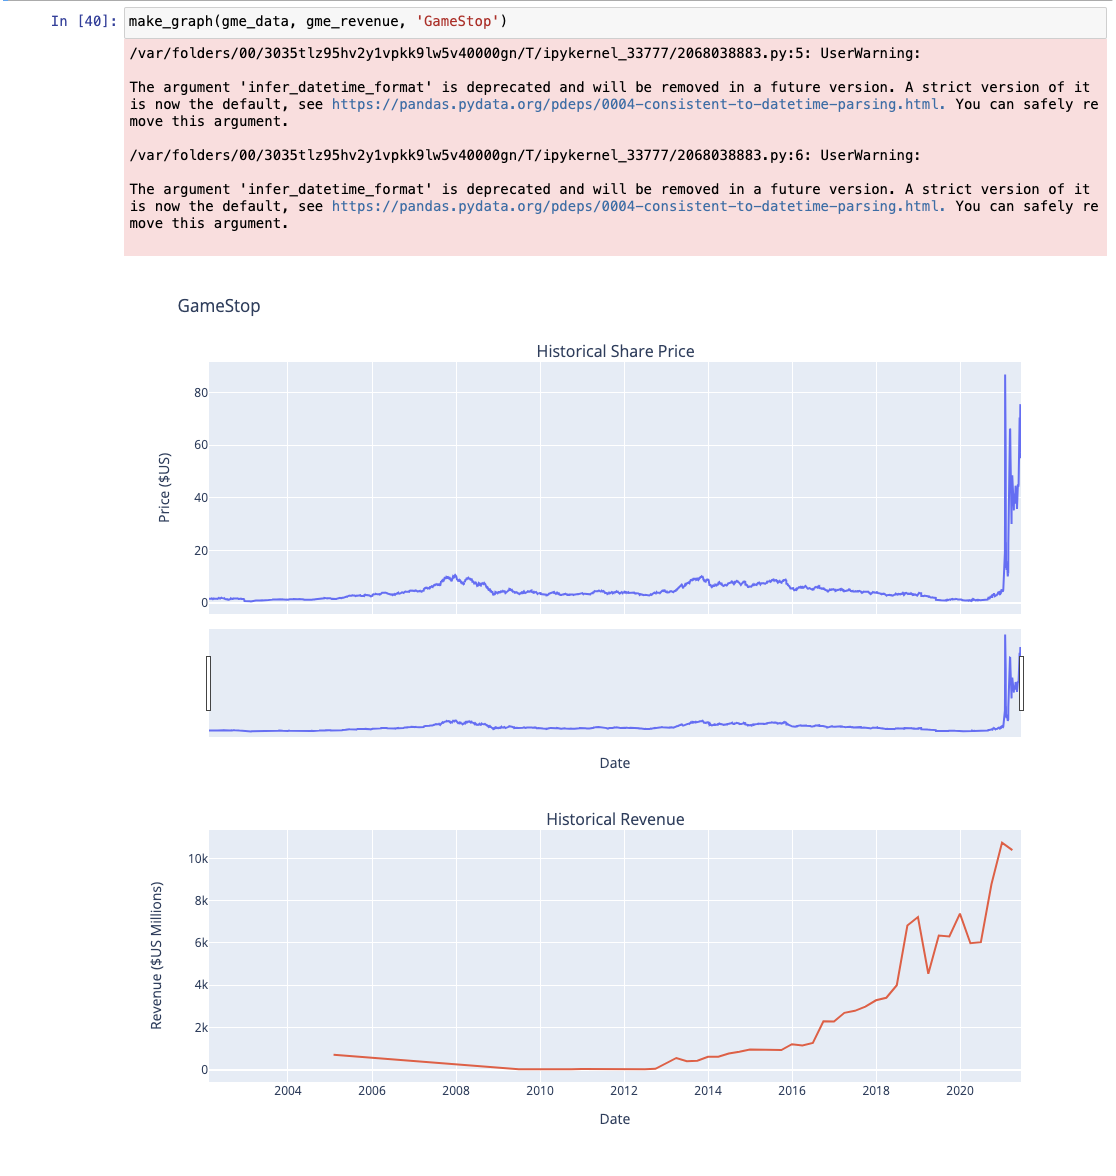 In [40]: make_graph(gme_data, gme_revenue, 'GameStop')
/var/folders/00/3035tlz95hv2y1vpkk9lw5v40000gn/T/ipykernel_33777/2068038883.py:5: UserWarning:
The argument 'infer_datetime_format' is deprecated and will be removed in a future version. A strict version of it
is now the default, see https://pandas.pydata.org/pdeps/0004-consistent-to-datetime-parsing.html. You can safely re
move this argument.
/var/folders/00/3035tlz95hv2y1vpkk9lw5v40000gn/T/ipykernel_33777/2068038883.py:6: UserWarning:
The argument 'infer_datetime_format' is deprecated and will be removed in a future version. A strict version of it
is now the default, see https://pandas.pydata.org/pdeps/0004-consistent-to-datetime-parsing.html. You can safely re
move this argument.
GameStop
Historical Share Price
Price ($US)
80
60
40
20
0
Date
Historical Revenue
Revenue ($US Millions)
10k
8k
6k
4k
2k
0
2004 2006 2008 2010 2012 2014 2016 2018 2020
Date